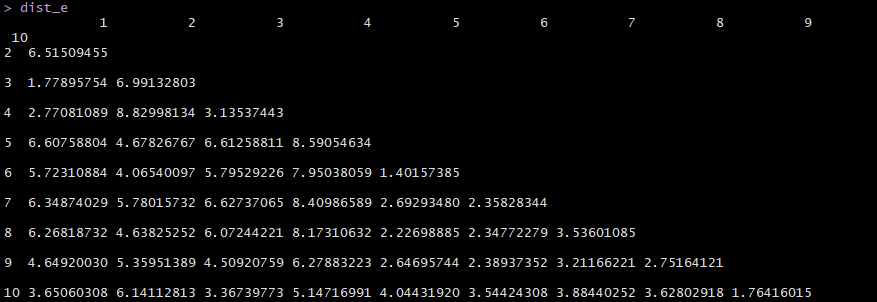 > dist_e
1 2 3 4 5 6 7 8 9
10
2 6.51509455
3 1.77895754 6.99132803
4 2.77081089 8.82998134 3.13537443
5 6.60758804 4.67826767 6.61258811 8.59054634
6 5.72310884 4.06540097 5.79529226 7.95038059 1.40157385
7 6.34874029 5.78015732 6.62737065 8.40986589 2.69293480 2.35828344
8 6.26818732 4.63825252 6.07244221 8.17310632 2.22698885 2.34772279 3.53601085
9 4.64920030 5.35951389 4.50920759 6.27883223 2.64695744 2.38937352 3.21166221 2.75164121
10 3.65060308 6.14112813 3.36739773 5.14716991 4.04431920 3.54424308 3.88440252 3.62802918 1.76416015